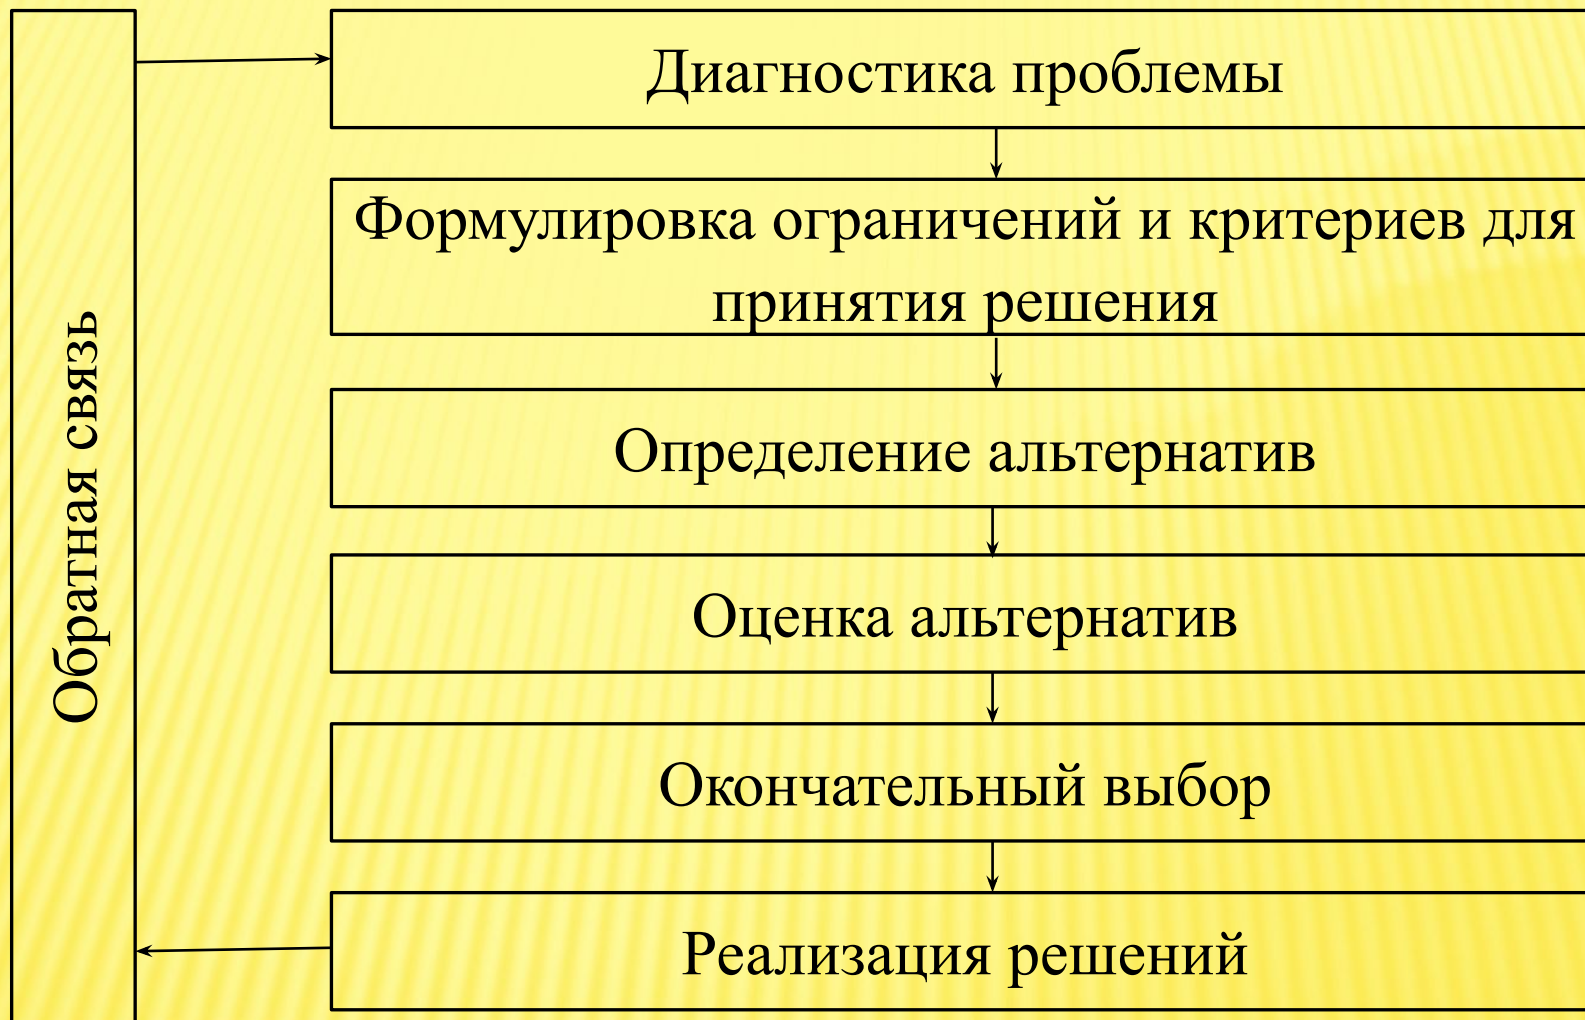 Обратная связь
Диагностика проблемы
Формулировка ограничений и критериев для
принятия решения
Определение альтернатив
Оценка альтернатив
Окончательный выбор
Реализация решений